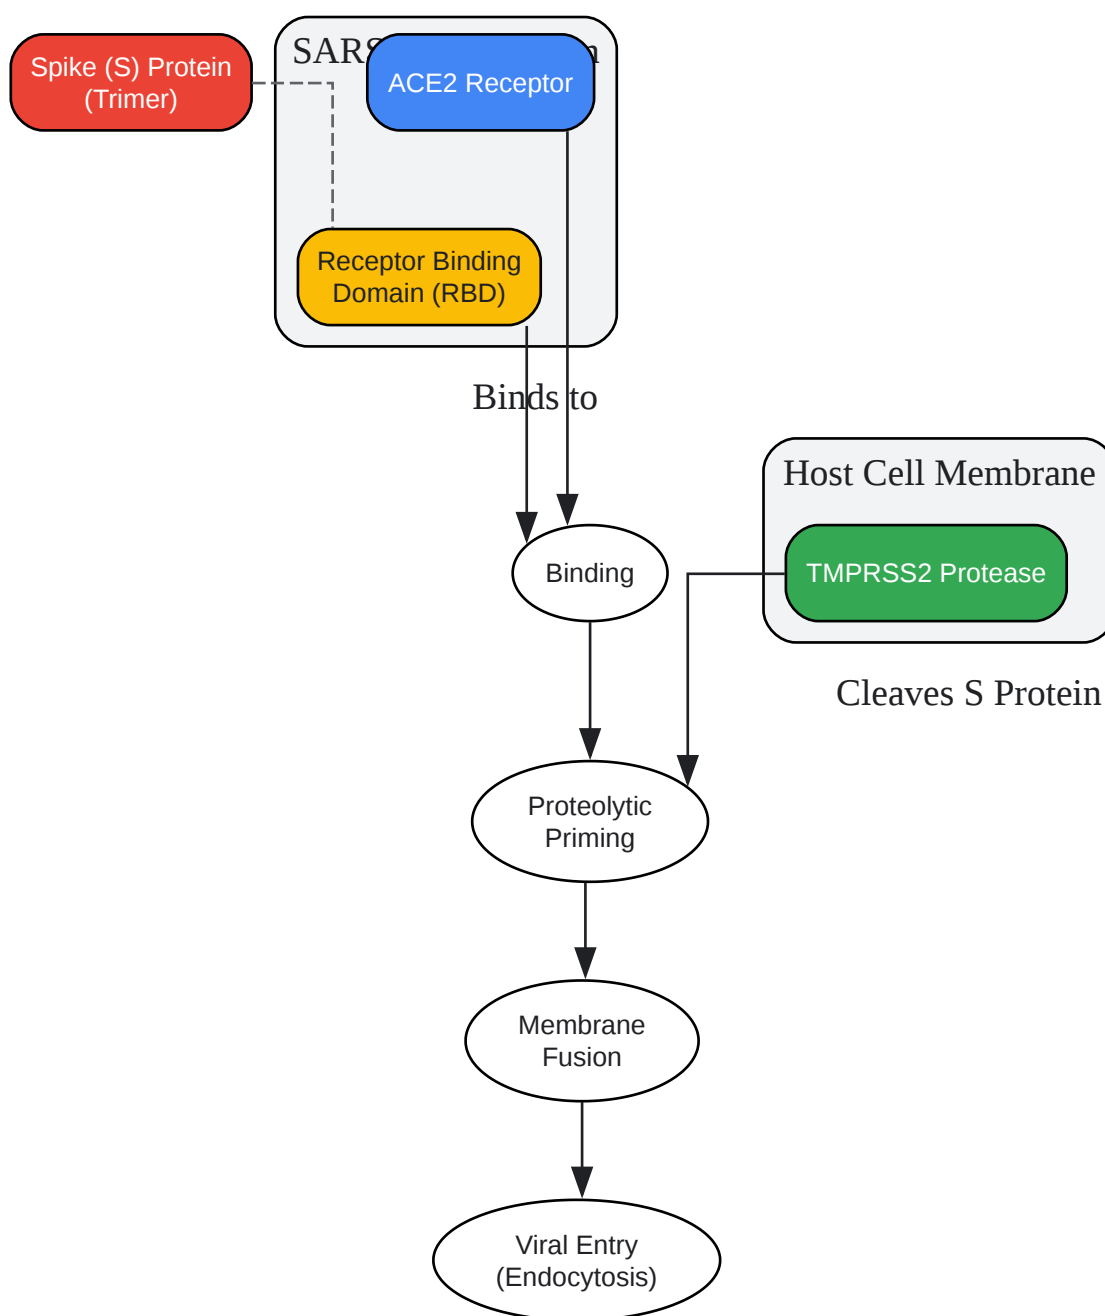 SARS
Spike (S) Protein
(Trimer)
ACE2 Receptor
Receptor Binding
Domain (RBD)
Binds to
Host Cell Membrane
Binding
TMPRSS2 Protease
Cleaves S Protein
Proteolytic
Priming
Membrane
Fusion
Viral Entry
(Endocytosis)